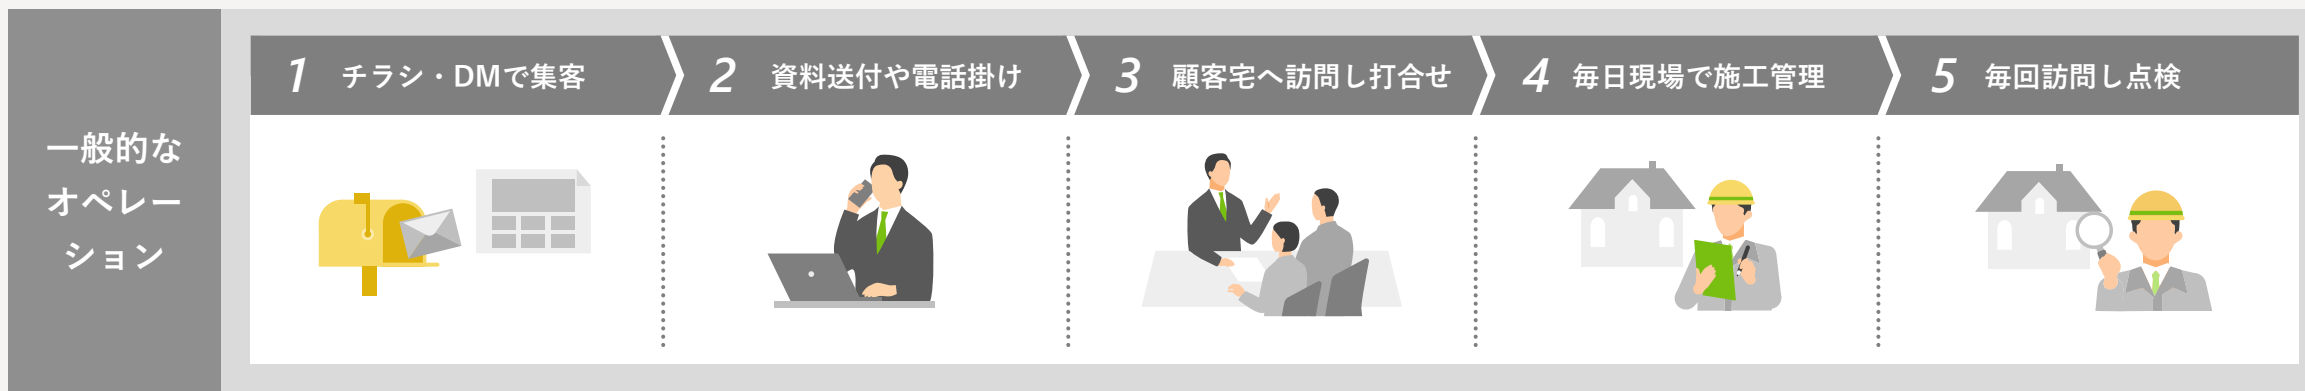 一般的な
オペレー
ション
1 チラシ・DMで集客
2 資料送付や電話掛け
3 顧客宅へ訪問し打合せ
4 毎日現場で施工管理
5 毎回訪問し点検